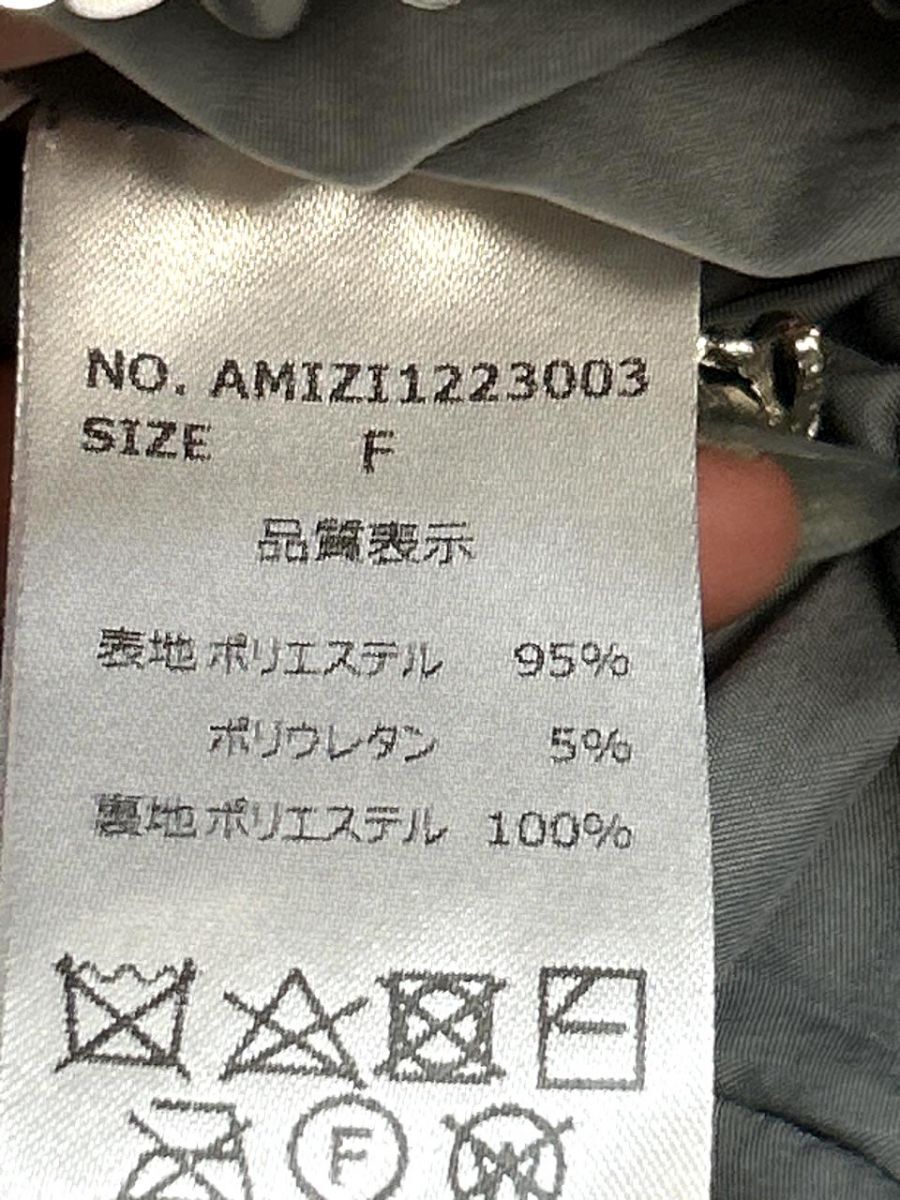 NO. AMIZI1223003
SIZE F
品質表示
表地 ポリエステル 95%
ポリウレタン 5%
裏地 ポリエステル 100%
F
W